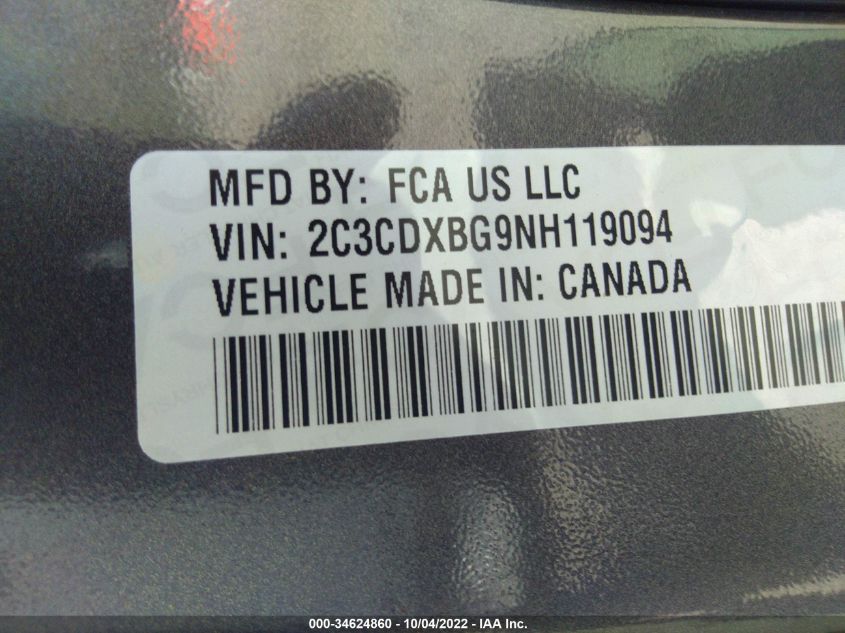 MFD BY: FCA US LLC
VIN: 2C3CDXBG9NH119094
VEHICLE MADE IN: CANADA
000-34624860 - 10/04/2022 - IAA Inc.